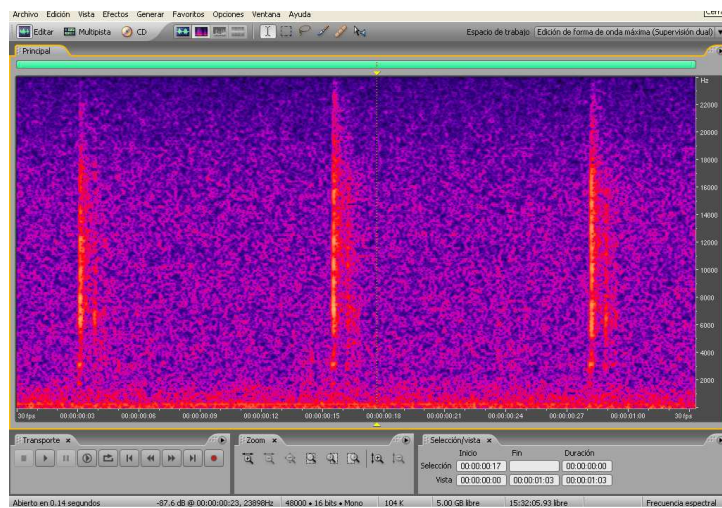 Archivo Edición Vista Efectos Generar Favoritos Opciones Ventana Ayuda
Editar Multipista CD Espacio de trabajo Edición de forma de onda máxima (Supervisión dual)
Principal
Hz
22000
20000
18000
16000
14000
12000
10000
8000
6000
4000
2000
30 fps 00:00:00:03 00:00:00:06 00:00:00:09 00:00:00:12 00:00:00:15 00:00:00:18 00:00:00:21 00:00:00:24 00:00:00:27 00:00:01:00 30 fps
Transporte Zoom Selección/vista
Inicio Fin Duración
Selección 00:00:00:17 00:00:00:00
Vista 00:00:00:00 00:00:01:03 00:00:01:03
Abierto en 0.14 segundos -87.6 dB @ 00:00:00:23, 23898Hz 48000 • 16 bits • Mono 104 K 5.00 GB libre 15:32:05.93 libre Frecuencia espectral